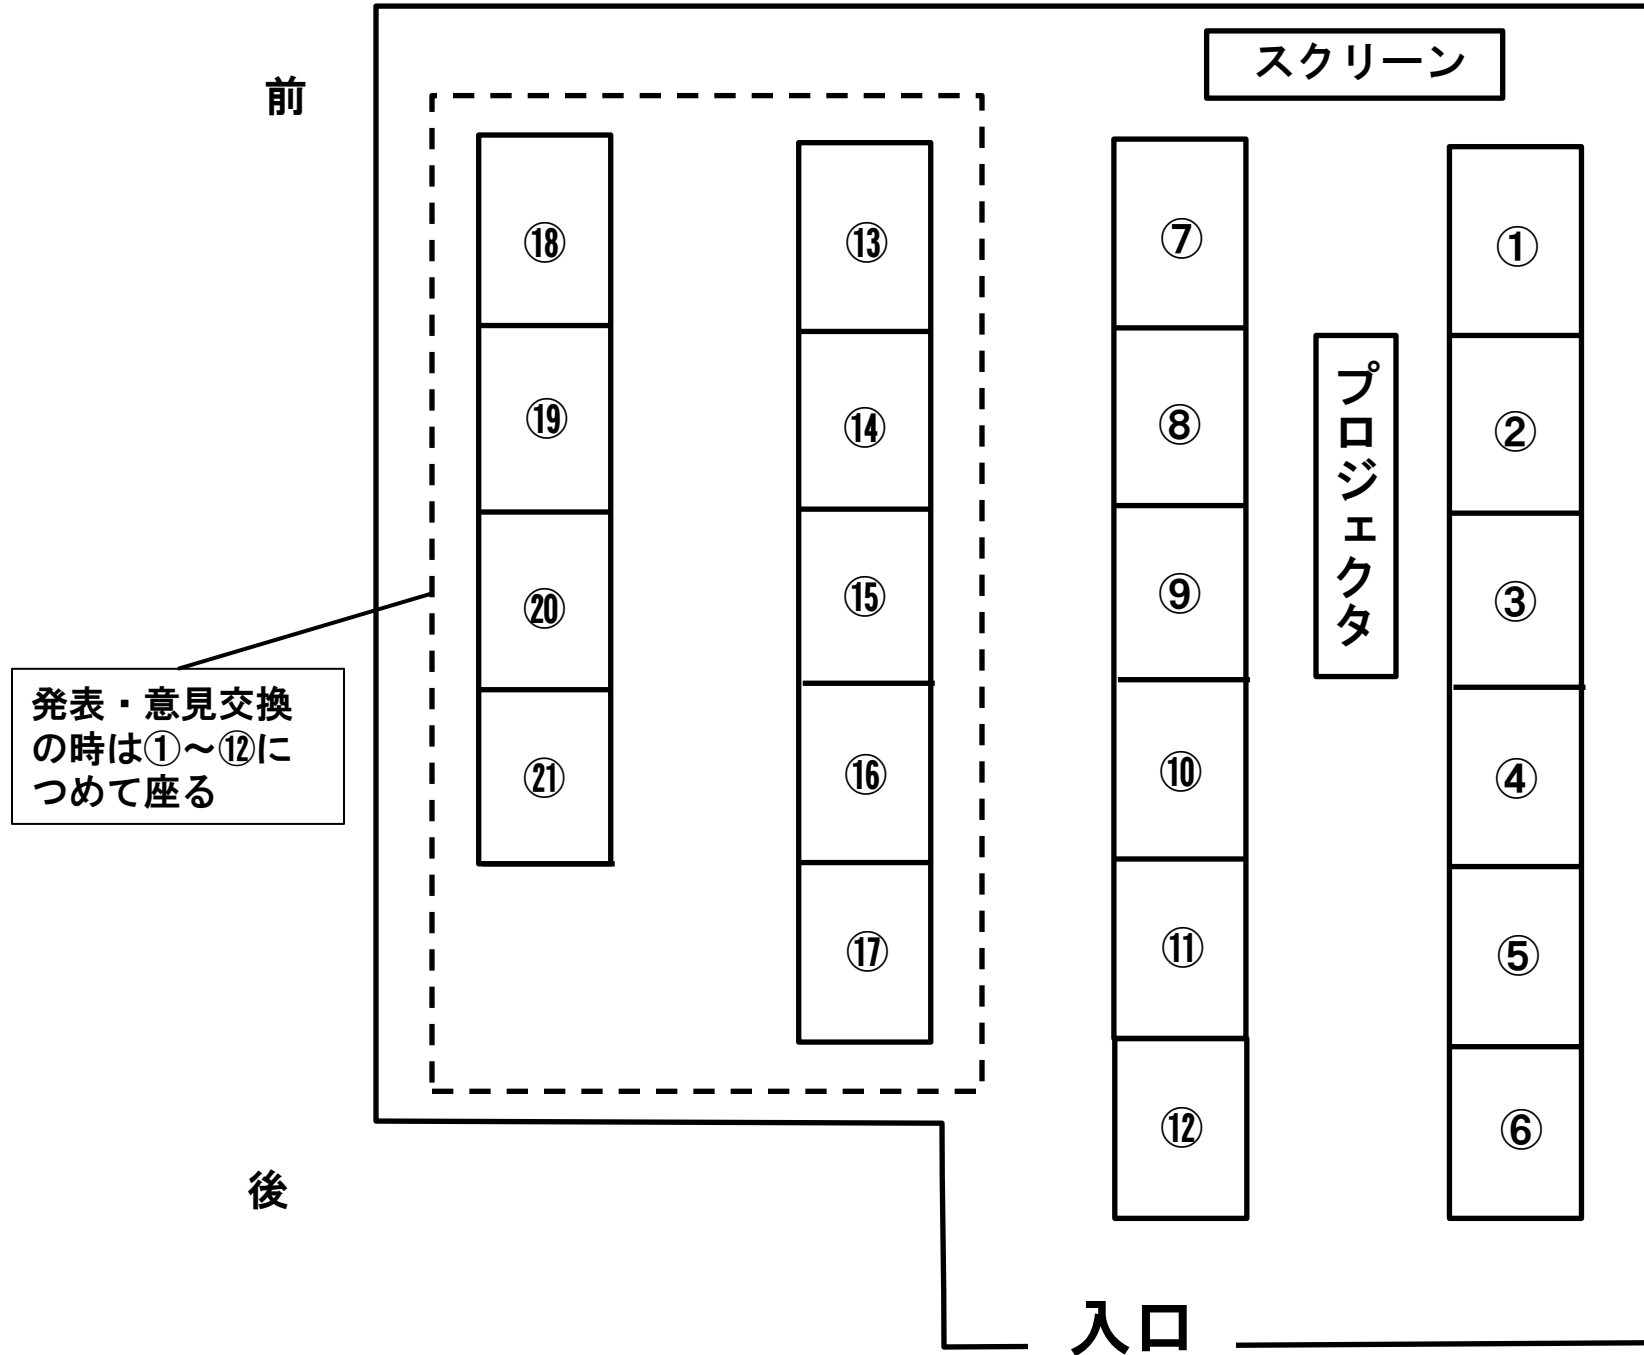 スクリーン
前
⑱
⑬
⑦
①
⑲
⑭
⑧
②
プロジェクタ
⑳
⑮
⑨
③
発表・意見交換
の時は①～⑫に
つめて座る
㉑
⑯
⑩
④
⑰
⑪
⑤
⑫
⑥
後
入口